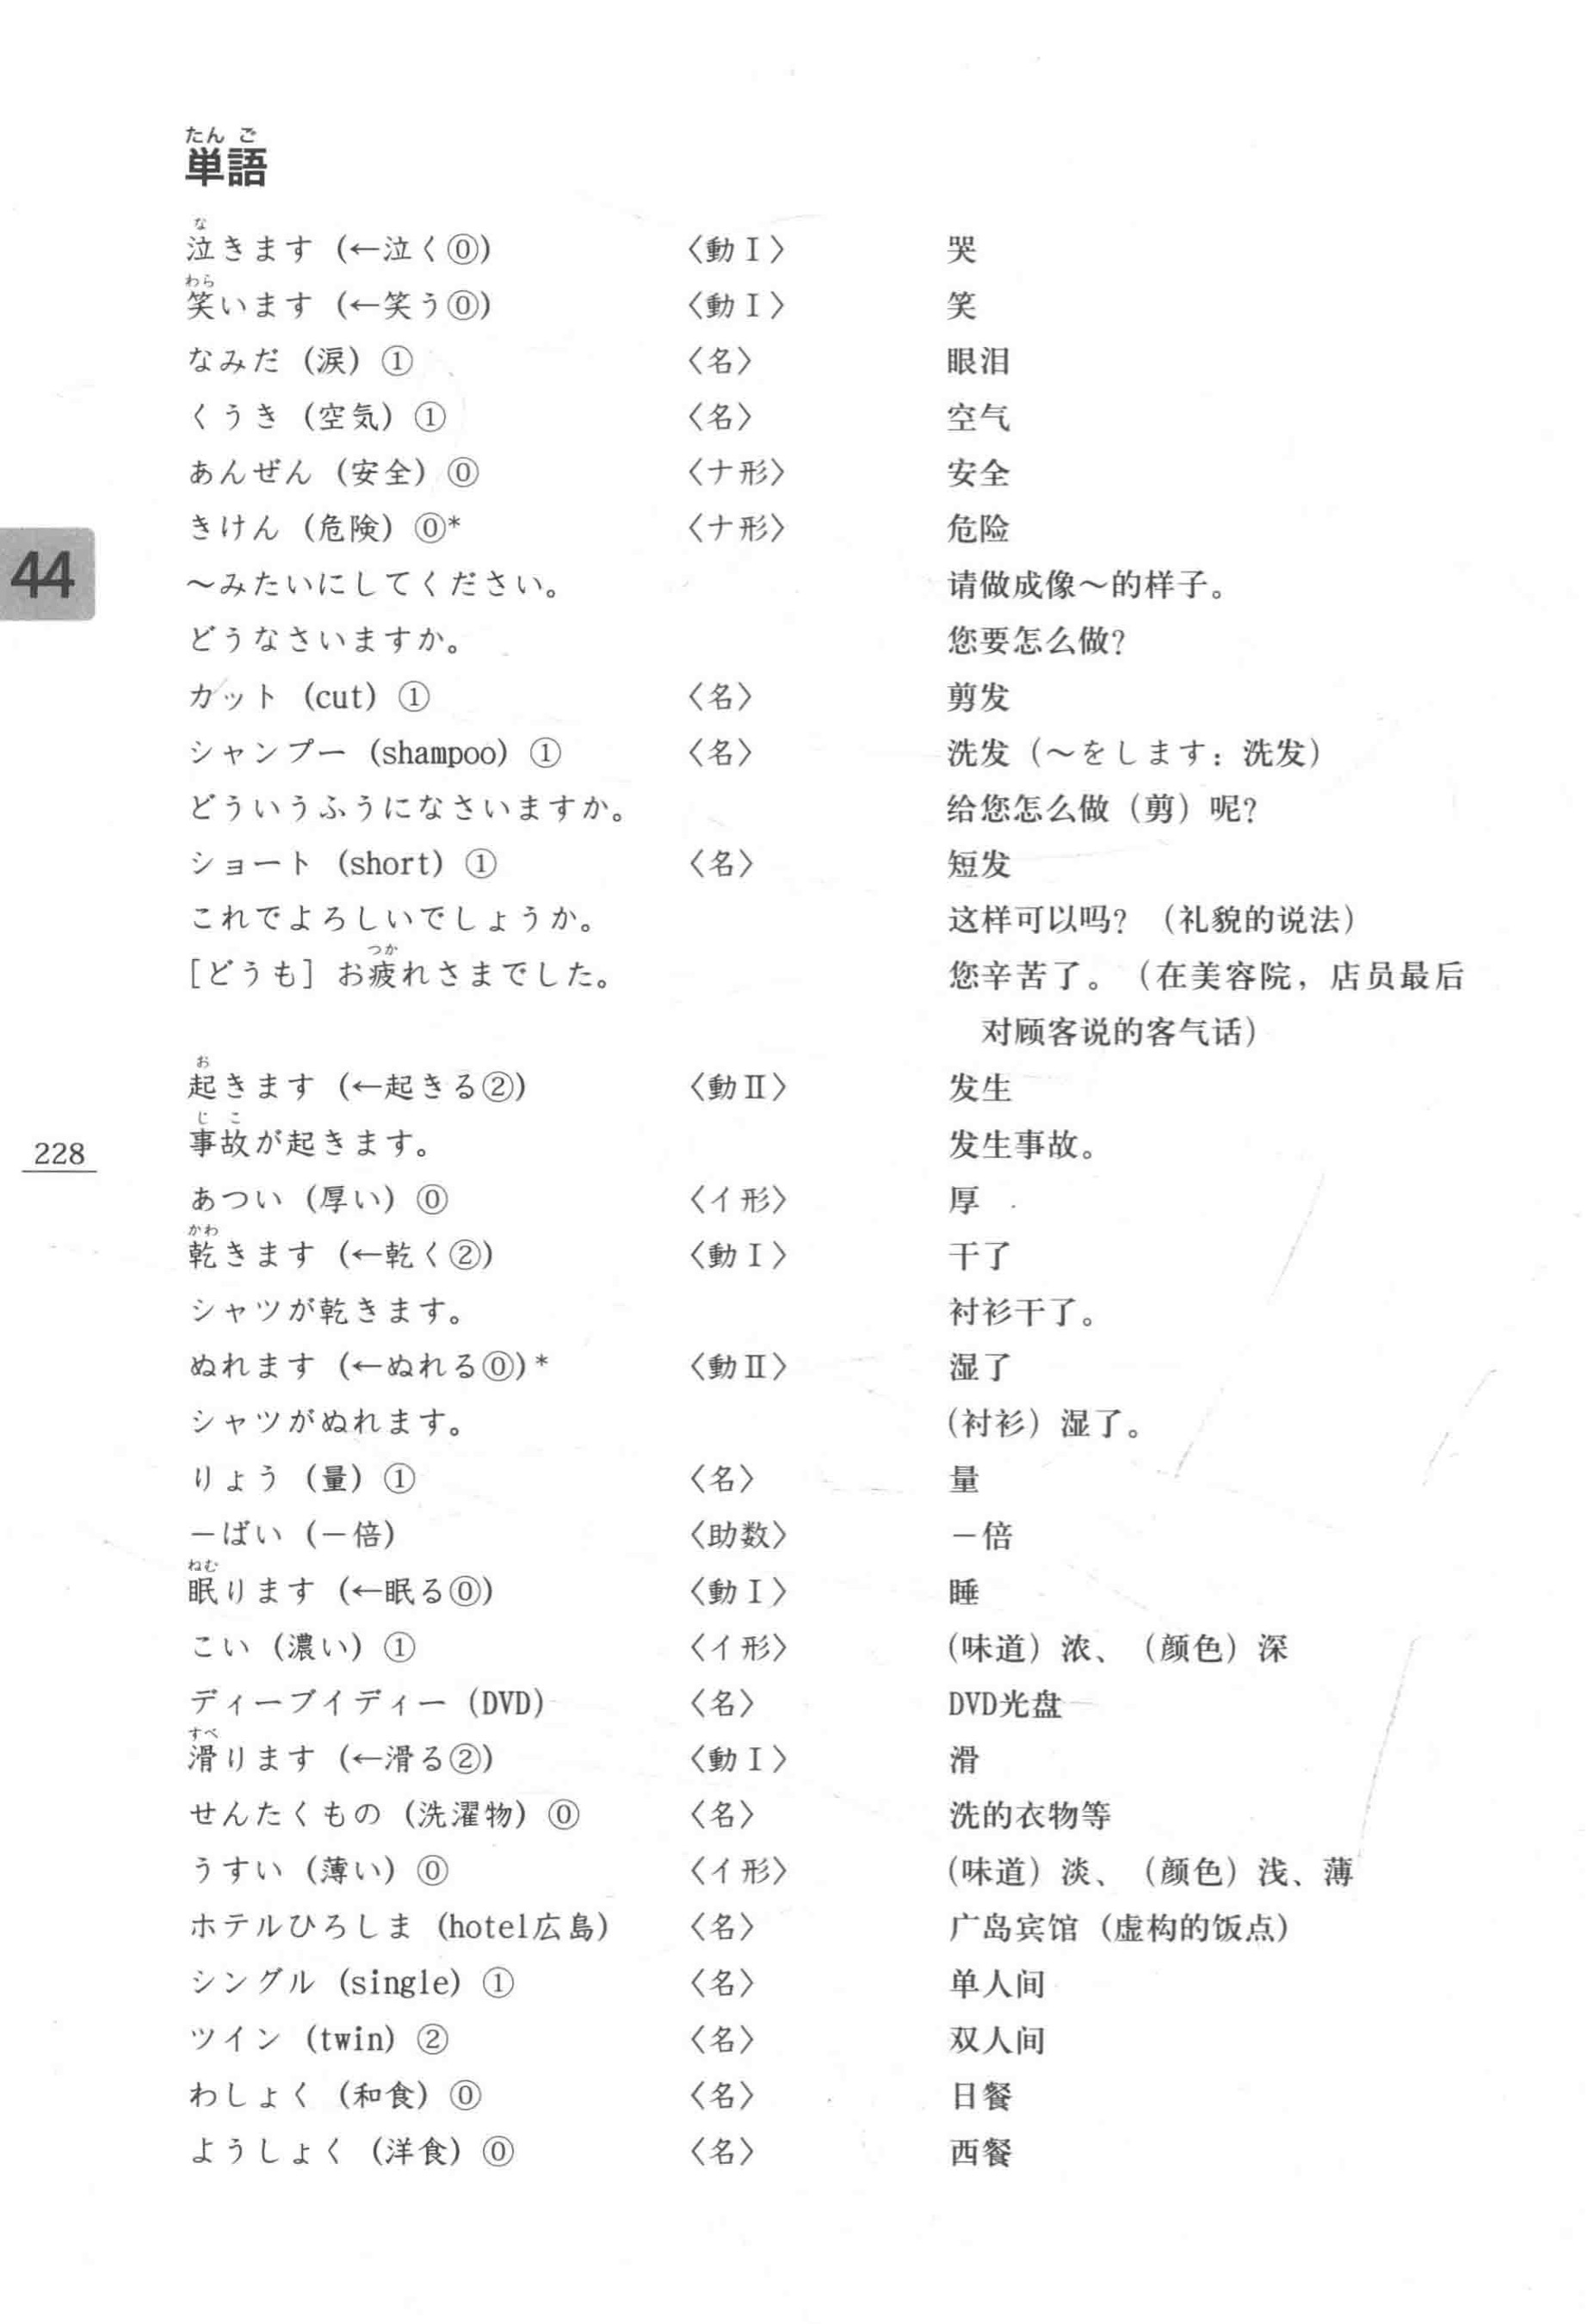 たん ご
単語
な
泣きます (←泣く⓪) 〈動Ⅰ〉 哭
わら
笑います (←笑う⓪) 〈動Ⅰ〉 笑
なみだ (涙) ① 〈名〉 眼泪
くうき (空気) ① 〈名〉 空气
あんぜん (安全) ⓪ 〈ナ形〉 安全
きけん (危険) ⓪* 〈ナ形〉 危险
44
～みたいにしてください。 请做成像～的样子。
どうなさいますか。 您要怎么做?
カット (cut) ① 〈名〉 剪发
シャンプー (shampoo) ① 〈名〉 洗发 (～をします: 洗发)
どういうふうになさいますか。 给您怎么做 (剪) 呢?
ショート (short) ① 〈名〉 短发
これでよろしいでしょうか。 这样可以吗? (礼貌的说法)
つか
[どうも] お疲れさまでした。 您辛苦了。(在美容院, 店员最后
对顾客说的客气话)
お
起きます (←起きる②) 〈動Ⅱ〉 发生
じ こ
事故が起きます。 发生事故。
228
あつい (厚い) ⓪ 〈イ形〉 厚
かわ
乾きます (←乾く②) 〈動Ⅰ〉 干了
シャツが乾きます。 衬衫干了。
ぬれます (←ぬれる⓪)* 〈動Ⅱ〉 湿了
シャツがぬれます。 (衬衫) 湿了。
りょう (量) ① 〈名〉 量
－ばい (－倍) 〈助数〉 －倍
ねむ
眠ります (←眠る⓪) 〈動Ⅰ〉 睡
こい (濃い) ① 〈イ形〉 (味道) 浓、(颜色) 深
ディーブイディー (DVD) 〈名〉 DVD光盘
すべ
滑ります (←滑る②) 〈動Ⅰ〉 滑
せんたくもの (洗濯物) ⓪ 〈名〉 洗的衣物等
うすい (薄い) ⓪ 〈イ形〉 (味道) 淡、(颜色) 浅、薄
ホテルひろしま (hotel広島) 〈名〉 广岛宾馆 (虚构的饭点)
シングル (single) ① 〈名〉 单人间
ツイン (twin) ② 〈名〉 双人间
わしょく (和食) ⓪ 〈名〉 日餐
ようしょく (洋食) ⓪ 〈名〉 西餐